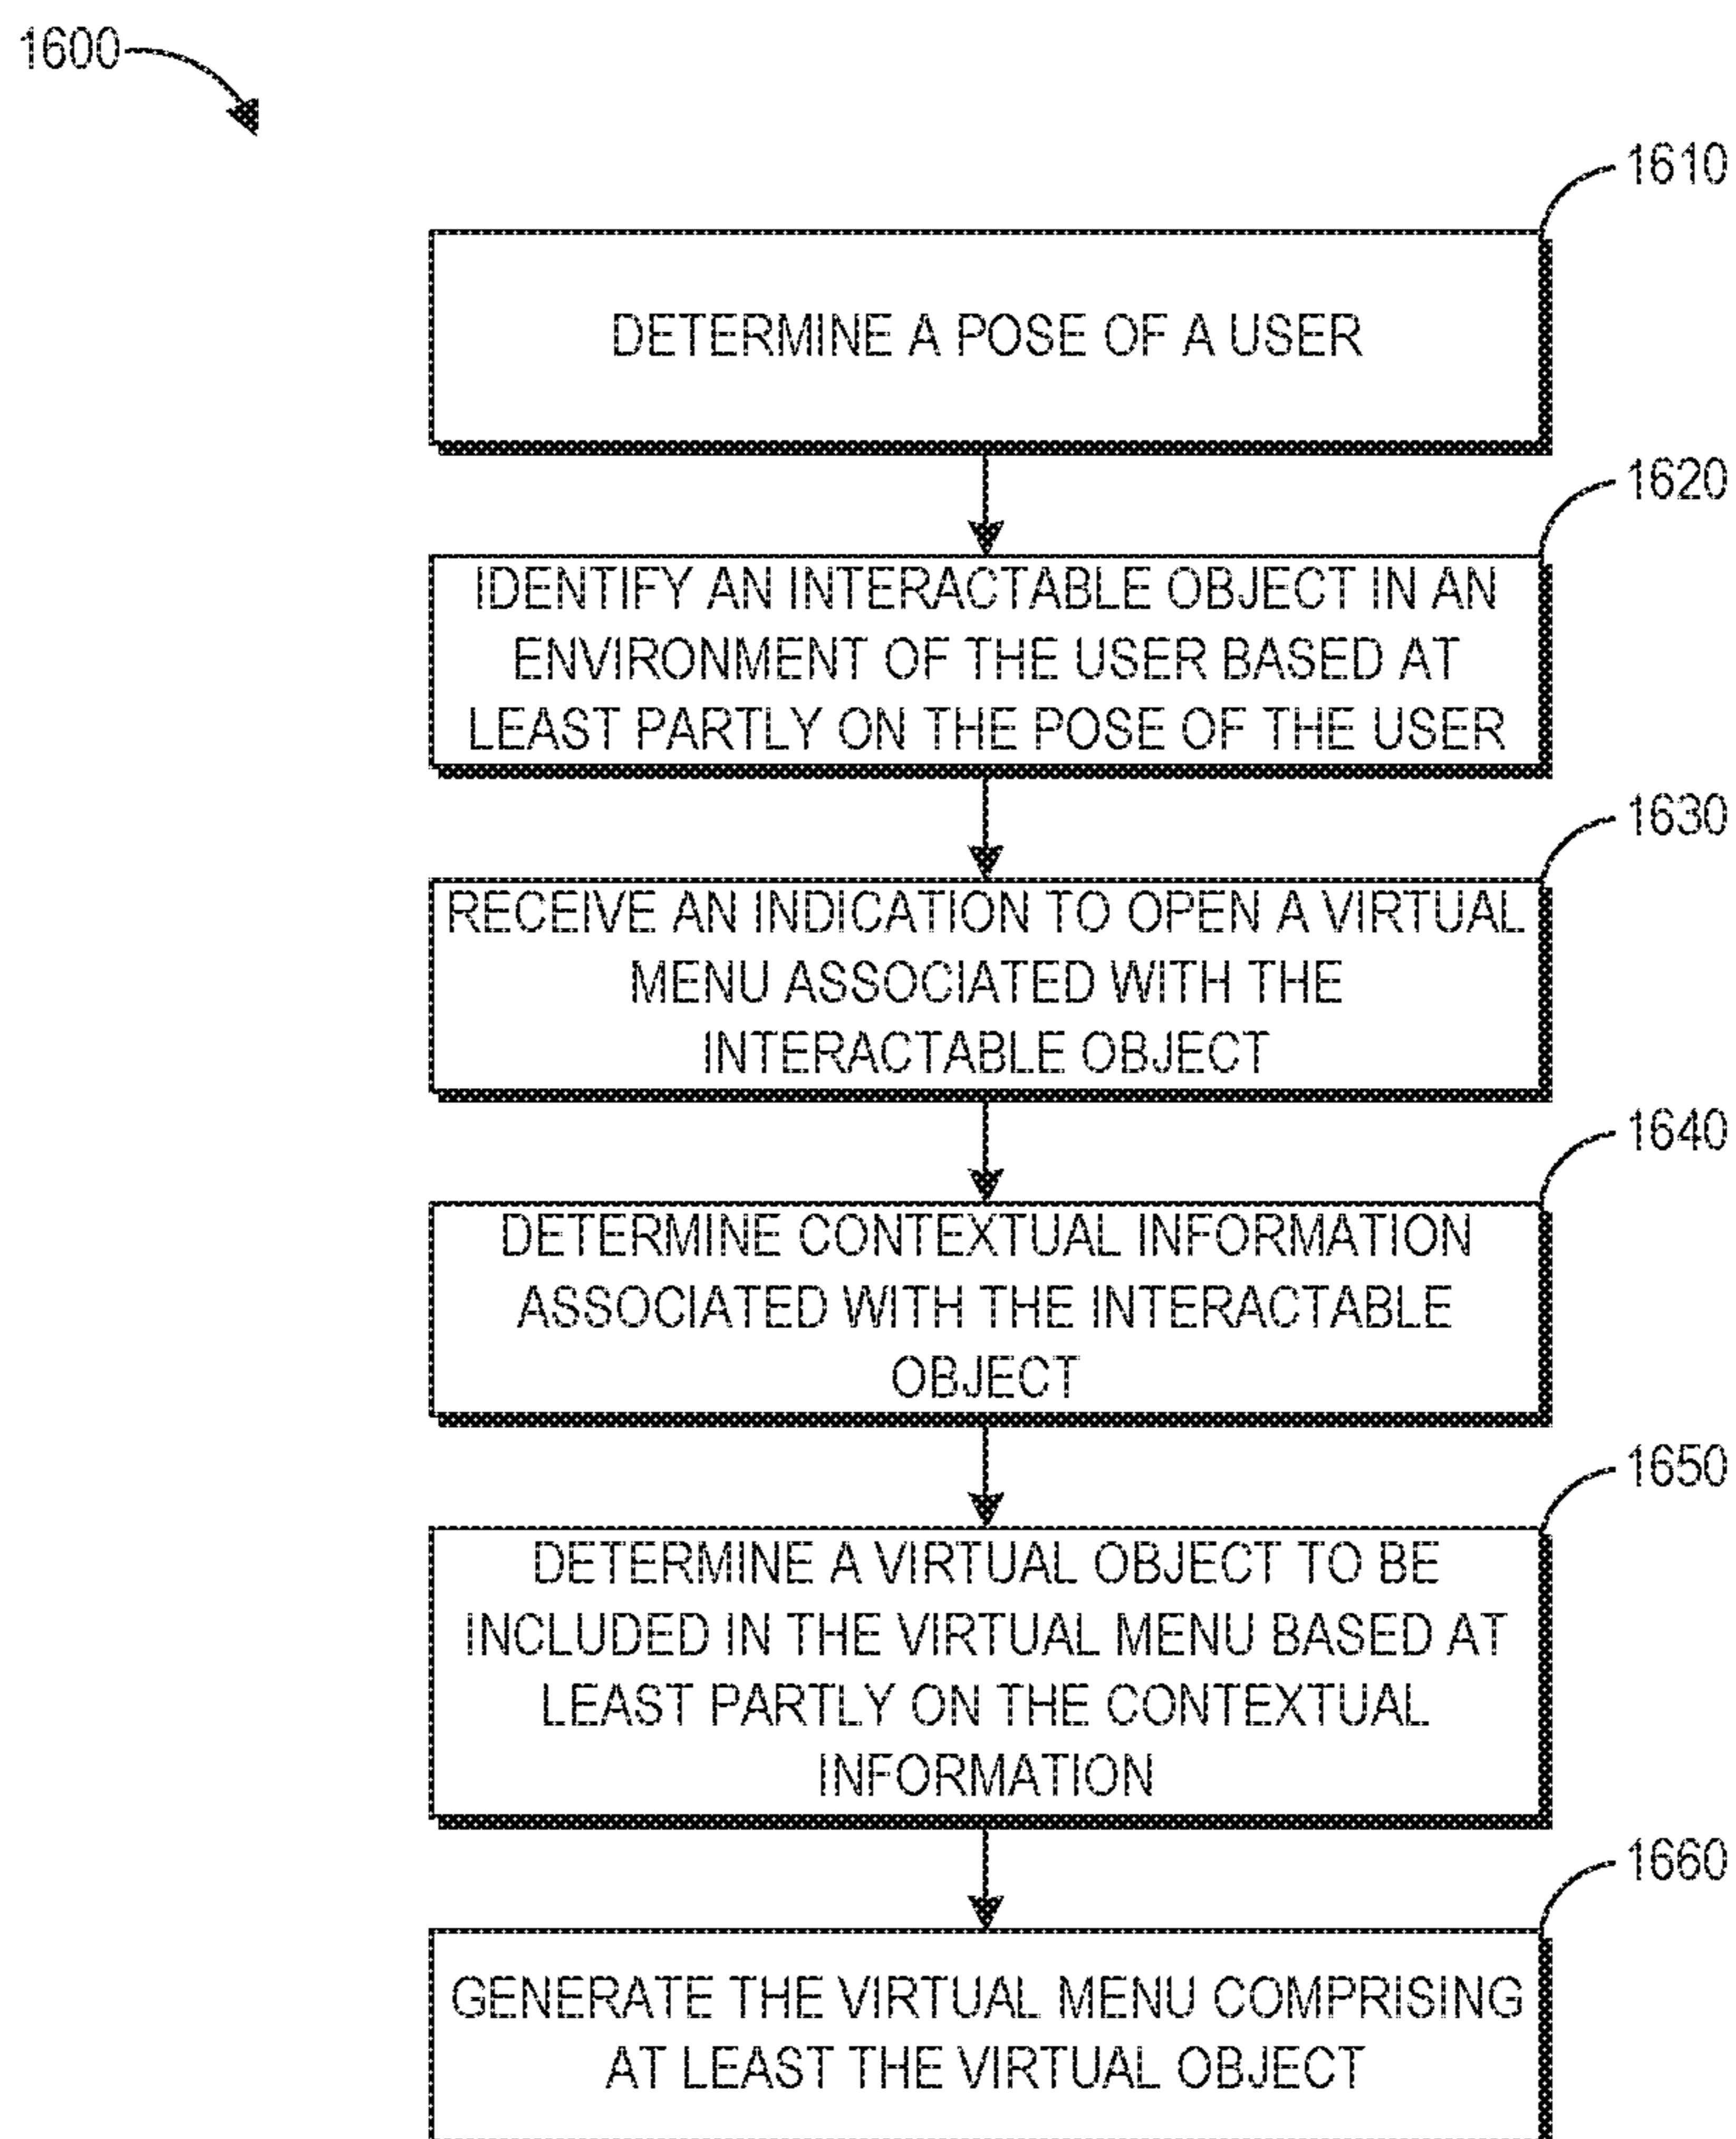 1600
1610
DETERMINE A POSE OF A USER
1620
IDENTIFY AN INTERACTABLE OBJECT IN AN
ENVIRONMENT OF THE USER BASED AT
LEAST PARTLY ON THE POSE OF THE USER
1630
RECEIVE AN INDICATION TO OPEN A VIRTUAL
MENU ASSOCIATED WITH THE
INTERACTABLE OBJECT
1640
DETERMINE CONTEXTUAL INFORMATION
ASSOCIATED WITH THE INTERACTABLE
OBJECT
1650
DETERMINE A VIRTUAL OBJECT TO BE
INCLUDED IN THE VIRTUAL MENU BASED AT
LEAST PARTLY ON THE CONTEXTUAL
INFORMATION
1660
GENERATE THE VIRTUAL MENU COMPRISING
AT LEAST THE VIRTUAL OBJECT